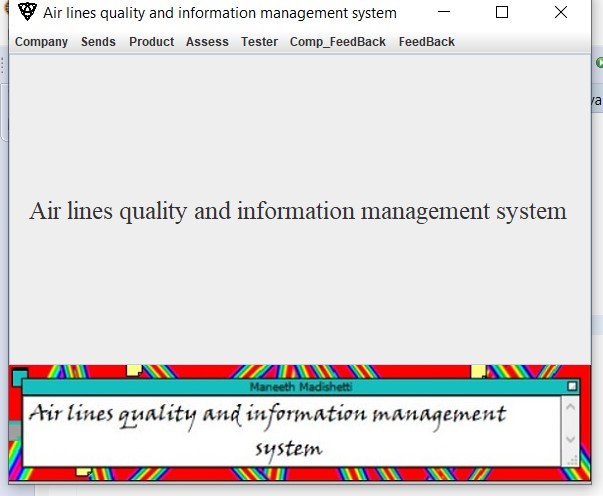 Air lines quality and information management system
Company Sends Product Assess Tester Comp_FeedBack FeedBack
ya
Air lines quality and information management system
Maneeth Madishetti
Air lines quality and information management
system